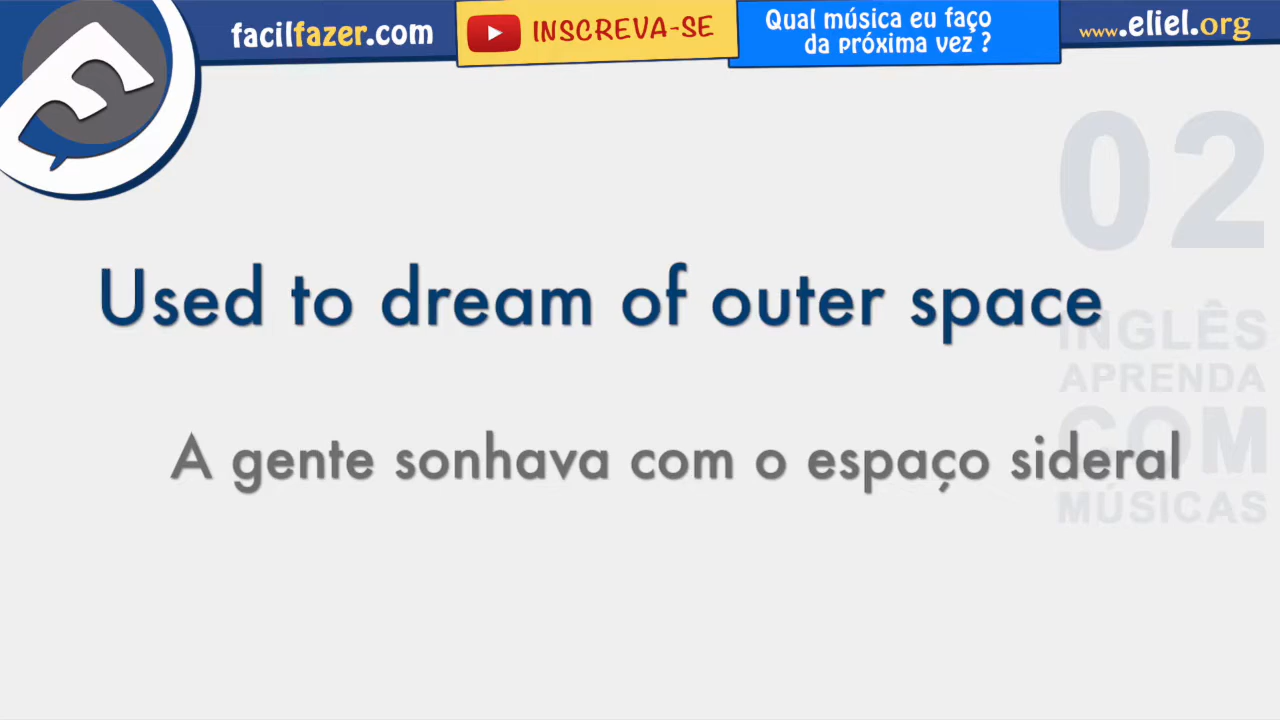 facilfazer.com
INSCREVA-SE
Qual música eu faço
da próxima vez ?
www.eliel.org
02
Used to dream of outer space
INGLÊS
APRENDA
COM
MÚSICAS
A gente sonhava com o espaço sideral